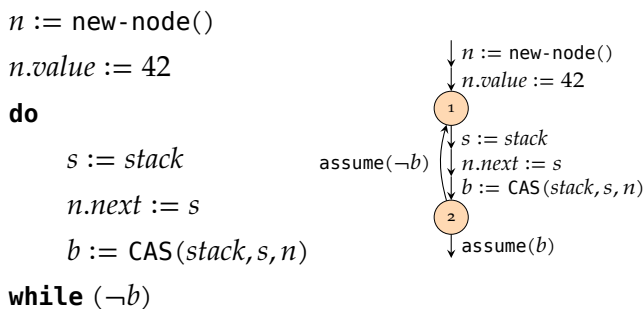 n := new-node()
n.value := 42
do
s := stack
n.next := s
b := CAS(stack, s, n)
while (¬b)
n := new-node()
n.value := 42
1
s := stack
assume(¬b)
n.next := s
b := CAS(stack, s, n)
2
assume(b)